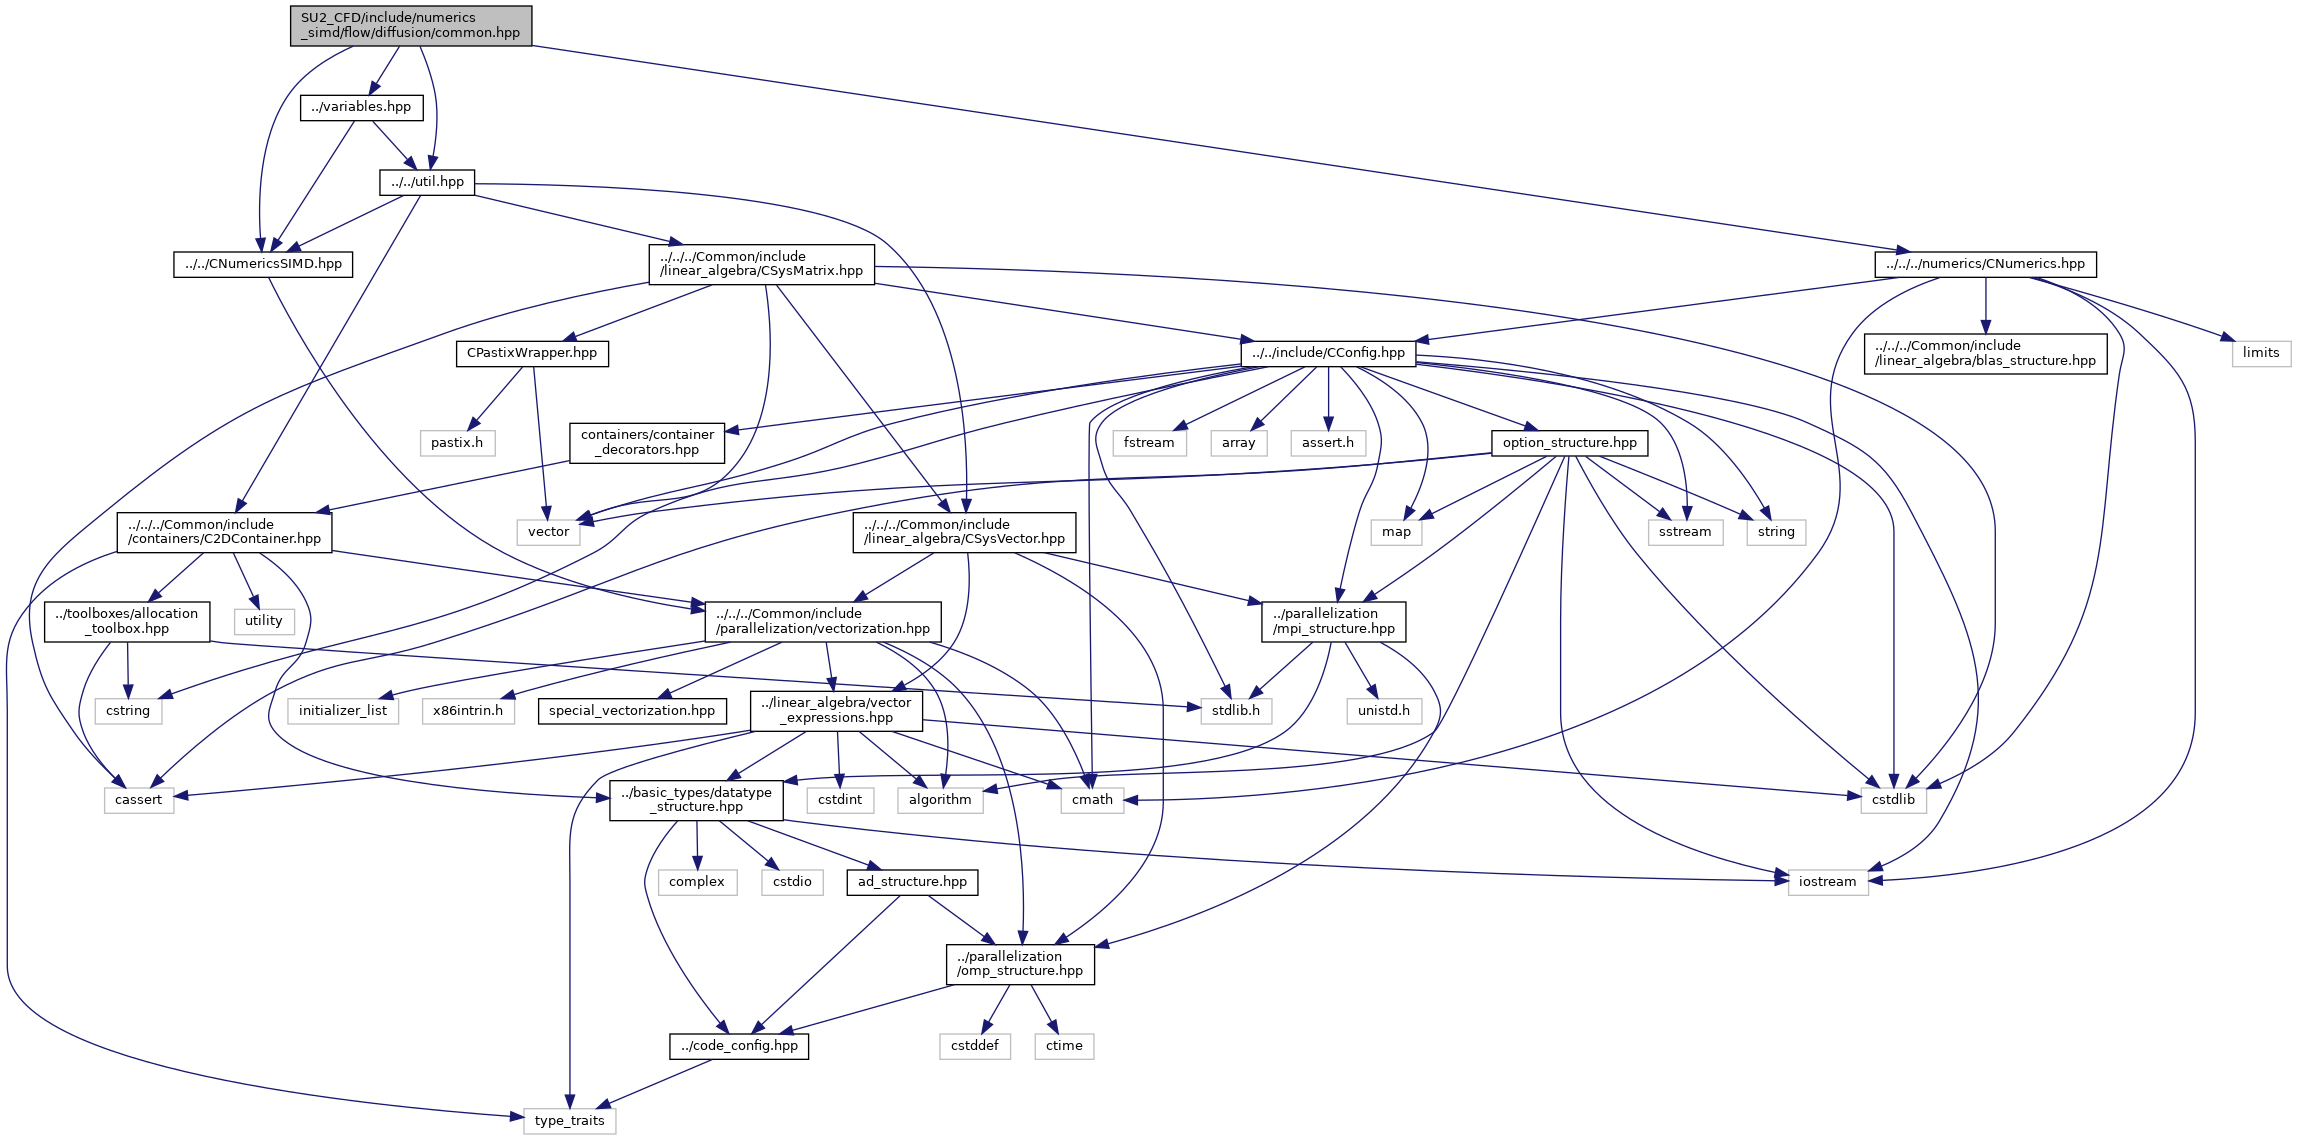 SU2_CFD/include/numerics
_simd/flow/diffusion/common.hpp
../variables.hpp
../../util.hpp
../../CNumericsSIMD.hpp
../../../Common/include
/linear_algebra/CSysMatrix.hpp
../../../numerics/CNumerics.hpp
CPastixWrapper.hpp
../../include/CConfig.hpp
../../../Common/include
/linear_algebra/blas_structure.hpp
limits
pastix.h
containers/container
_decorators.hpp
fstream
array
assert.h
option_structure.hpp
../../../Common/include
/containers/C2DContainer.hpp
vector
../../../Common/include
/linear_algebra/CSysVector.hpp
map
sstream
string
../toolboxes/allocation
_toolbox.hpp
utility
../../../Common/include
/parallelization/vectorization.hpp
../parallelization
/mpi_structure.hpp
cstring
initializer_list
x86intrin.h
special_vectorization.hpp
../linear_algebra/vector
_expressions.hpp
stdlib.h
unistd.h
cassert
../basic_types/datatype
_structure.hpp
cstdint
algorithm
cmath
cstdlib
complex
cstdio
ad_structure.hpp
iostream
../parallelization
/omp_structure.hpp
../code_config.hpp
cstddef
ctime
type_traits